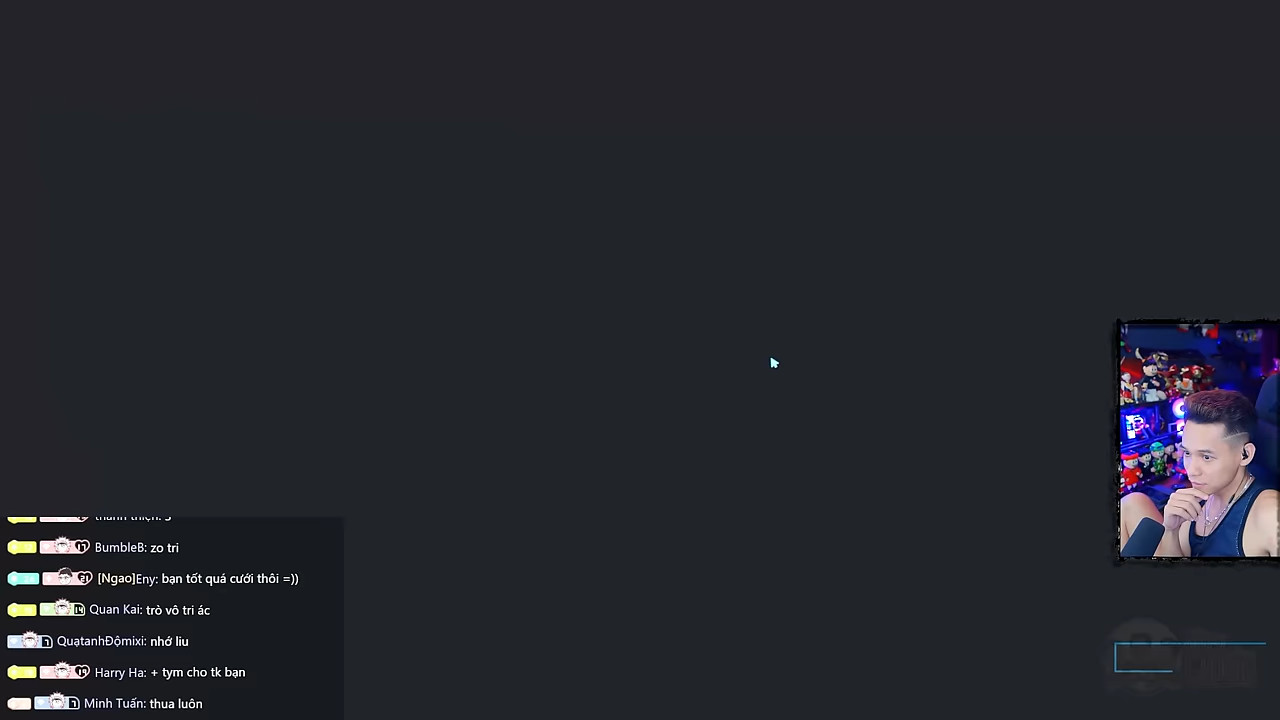 BumbleB: zo tri
[Ngao]Eny: bạn tốt quá cưới thôi =))
Quan Kai: trò vô tri ác
QuạtanhĐộmixi: nhớ liu
Harry Ha: + tym cho tk bạn
Minh Tuấn: thua luôn